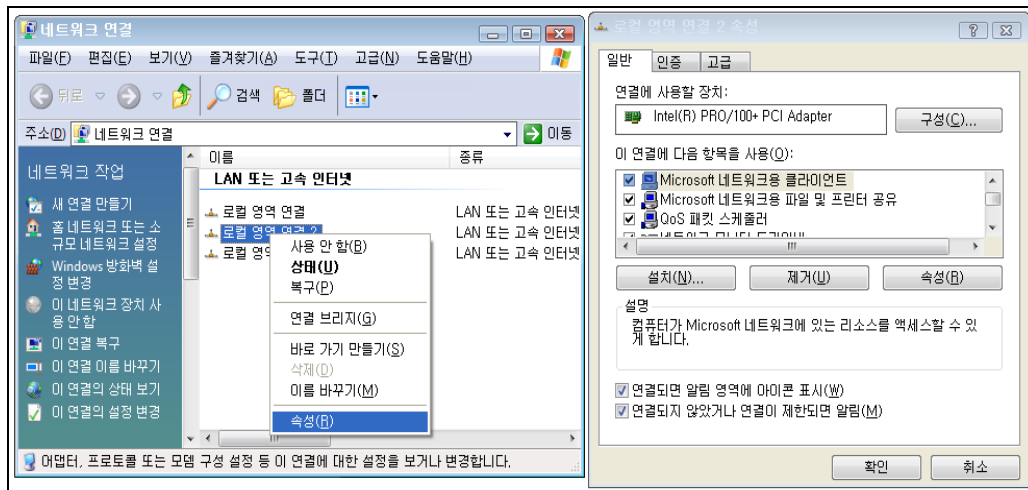 네트워크 연결
파일(F) 편집(E) 보기(V) 즐겨찾기(A) 도구(T) 고급(N) 도움말(H)
뒤로 검색 폴더
주소(D) 네트워크 연결 이동
네트워크 작업
새 연결 만들기
홈 네트워크 또는 소
규모 네트워크 설정
Windows 방화벽 설
정 변경
이 네트워크 장치 사
용 안 함
이 연결 복구
이 연결 이름 바꾸기
이 연결의 상태 보기
이 연결의 설정 변경
이름 종류
LAN 또는 고속 인터넷
로컬 영역 연결 LAN 또는 고속 인터넷
로컬 영역 연결 2 LAN 또는 고속 인터넷
로컬 영역 LAN 또는 고속 인터넷
사용 안 함(B)
상태(U)
복구(P)
연결 브리지(G)
바로 가기 만들기(S)
삭제(D)
이름 바꾸기(M)
속성(R)
어댑터, 프로토콜 또는 모뎀 구성 설정 등 이 연결에 대한 설정을 보거나 변경합니다.
로컬 영역 연결 2 속성
일반 인증 고급
연결에 사용할 장치:
Intel(R) PRO/100+ PCI Adapter 구성(C)...
이 연결에 다음 항목을 사용(O):
Microsoft 네트워크용 클라이언트
Microsoft 네트워크용 파일 및 프린터 공유
QoS 패킷 스케줄러
설치(N)... 제거(U) 속성(R)
설명
컴퓨터가 Microsoft 네트워크에 있는 리소스를 액세스할 수 있
게 합니다.
연결되면 알림 영역에 아이콘 표시(W)
연결되지 않았거나 연결이 제한되면 알림(M)
확인 취소